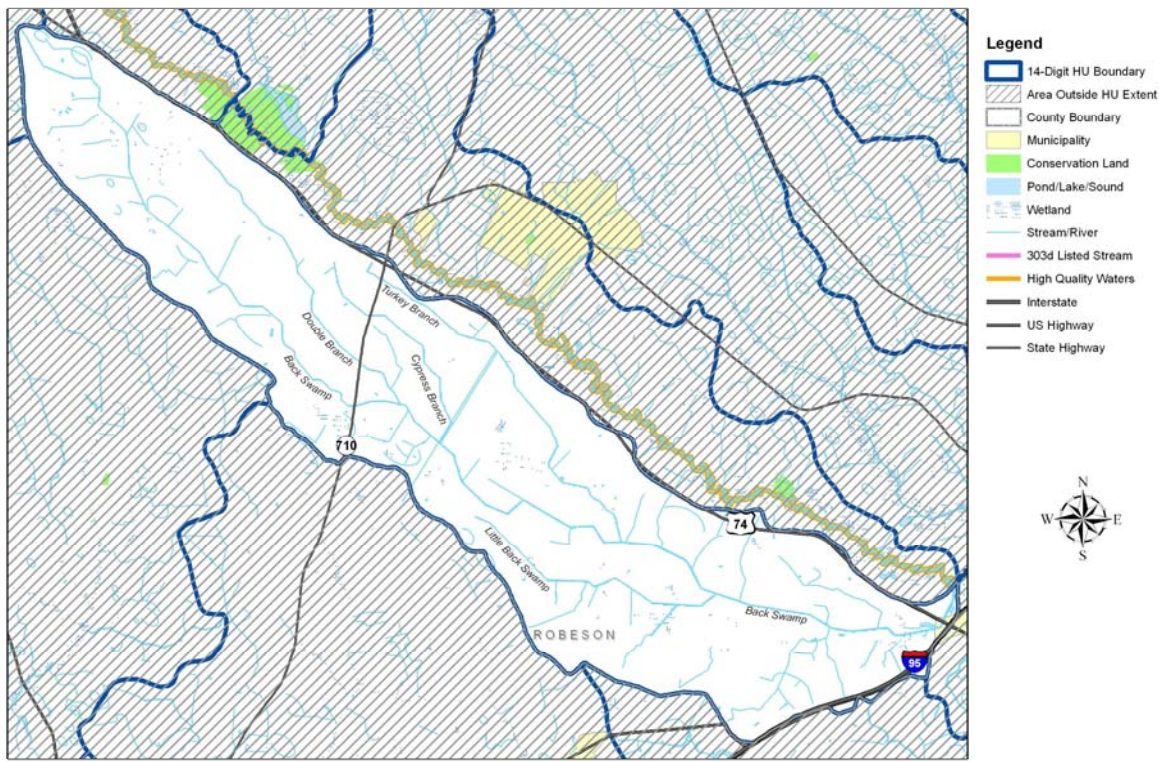 Legend
14-Digit HU Boundary
Area Outside HU Extent
County Boundary
Municipality
Conservation Land
Pond/Lake/Sound
Wetland
Stream/River
303d Listed Stream
High Quality Waters
Interstate
US Highway
State Highway
N
W E
S
Turkey Branch
Double Branch
Cypress Branch
Back Swamp
710
74
Little Back Swamp
Back Swamp
ROBESON
95